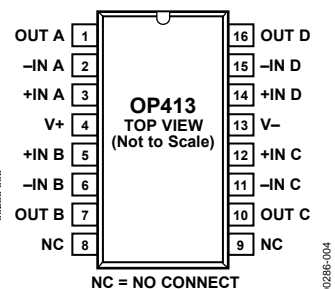 OUT A 1 16 OUT D
–IN A 2 15 –IN D
+IN A 3 14 +IN D
OP413
V+ 4 TOP VIEW 13 V–
(Not to Scale)
+IN B 5 12 +IN C
–IN B 6 11 –IN C
OUT B 7 10 OUT C
NC 8 9 NC
NC = NO CONNECT